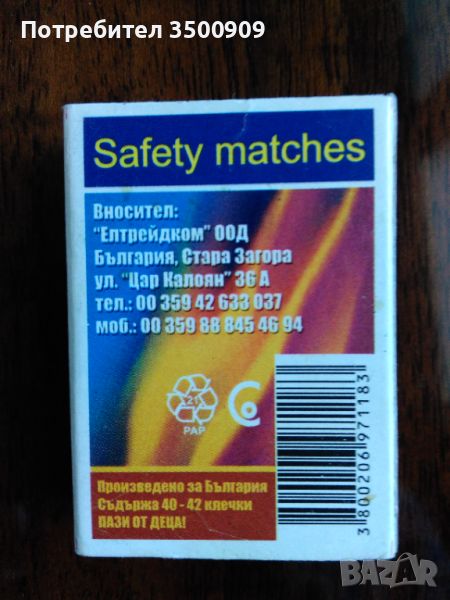 Потребител 3500909
Safety matches
Вносител:
"Елтрейдком" ООД
България, Стара Загора
ул. "Цар Калоян" 36 А
тел.: 00 359 42 633 037
моб.: 00 359 88 845 46 94
21
PAP
3800206971183
Произведено за България
Съдържа 40 - 42 клечки
ПАЗИ ОТ ДЕЦА!
BAZAR